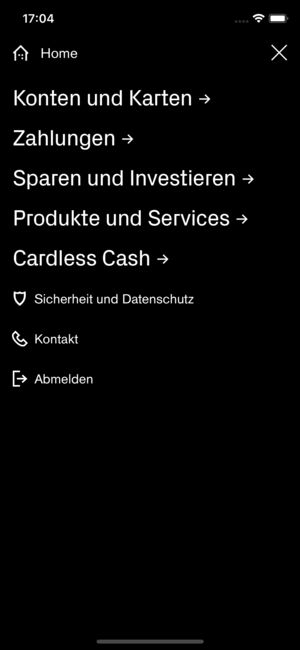 17:04
Home
Konten und Karten →
Zahlungen →
Sparen und Investieren →
Produkte und Services →
Cardless Cash →
Sicherheit und Datenschutz
Kontakt
Abmelden